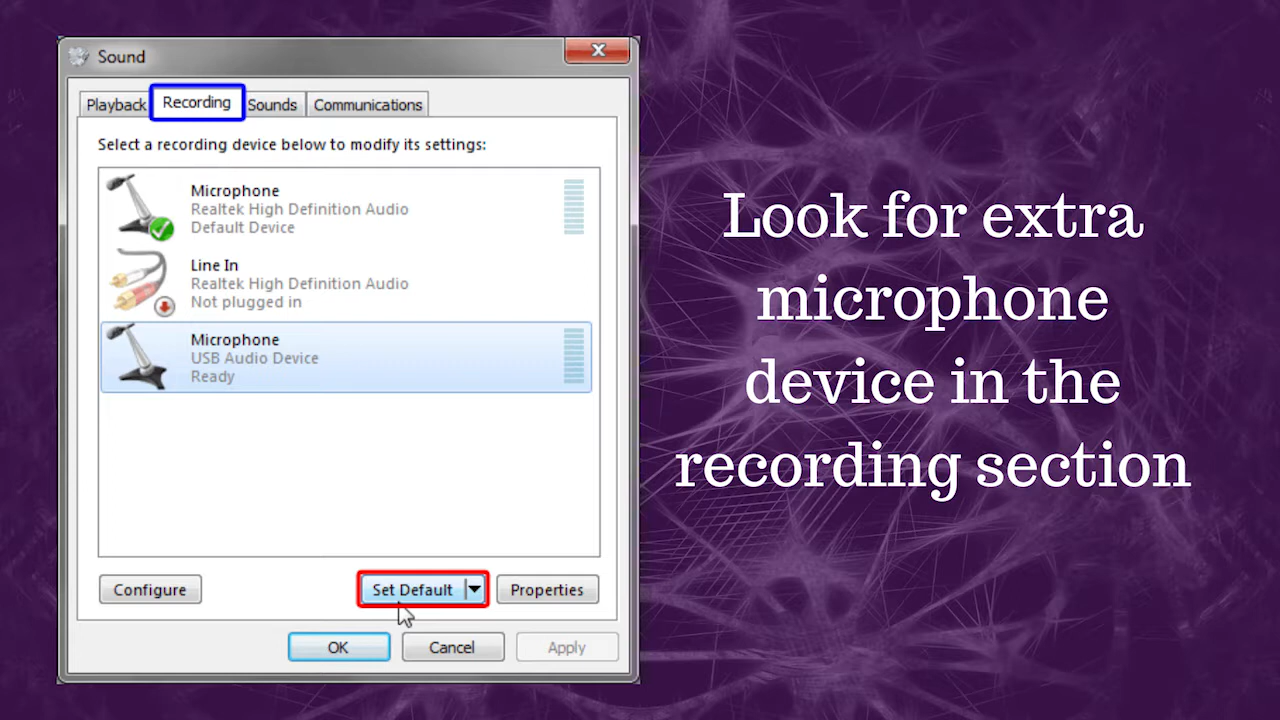 Sound
Playback Recording Sounds Communications
Select a recording device below to modify its settings:
Microphone
Realtek High Definition Audio
Default Device
Line In
Realtek High Definition Audio
Not plugged in
Microphone
USB Audio Device
Ready
Configure Set Default Properties
OK Cancel Apply
Look for extra
microphone
device in the
recording section